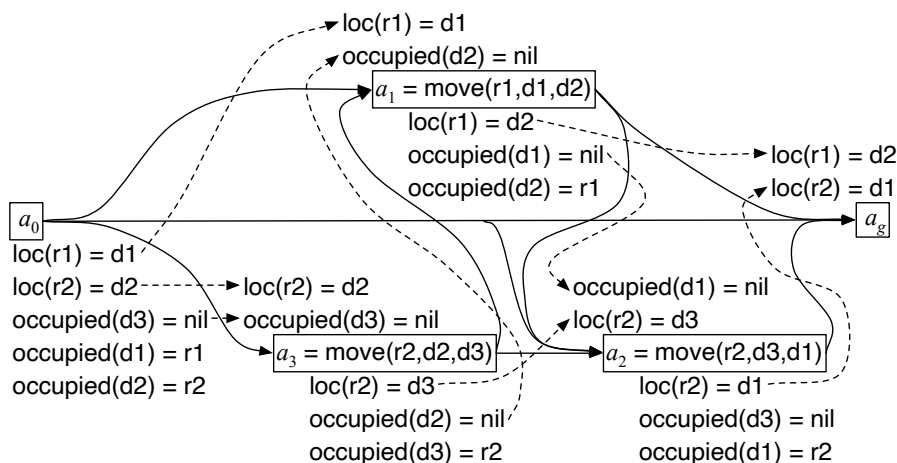 loc(r1) = d1
occupied(d2) = nil
a₁ = move(r1,d1,d2)
loc(r1) = d2
occupied(d1) = nil
occupied(d2) = r1
loc(r1) = d2
loc(r2) = d1
a₀
a_g
loc(r1) = d1
loc(r2) = d2
occupied(d3) = nil
occupied(d1) = r1
occupied(d2) = r2
loc(r2) = d2
occupied(d3) = nil
a₃ = move(r2,d2,d3)
loc(r2) = d3
occupied(d2) = nil
occupied(d3) = r2
occupied(d1) = nil
loc(r2) = d3
a₂ = move(r2,d3,d1)
loc(r2) = d1
occupied(d3) = nil
occupied(d1) = r2